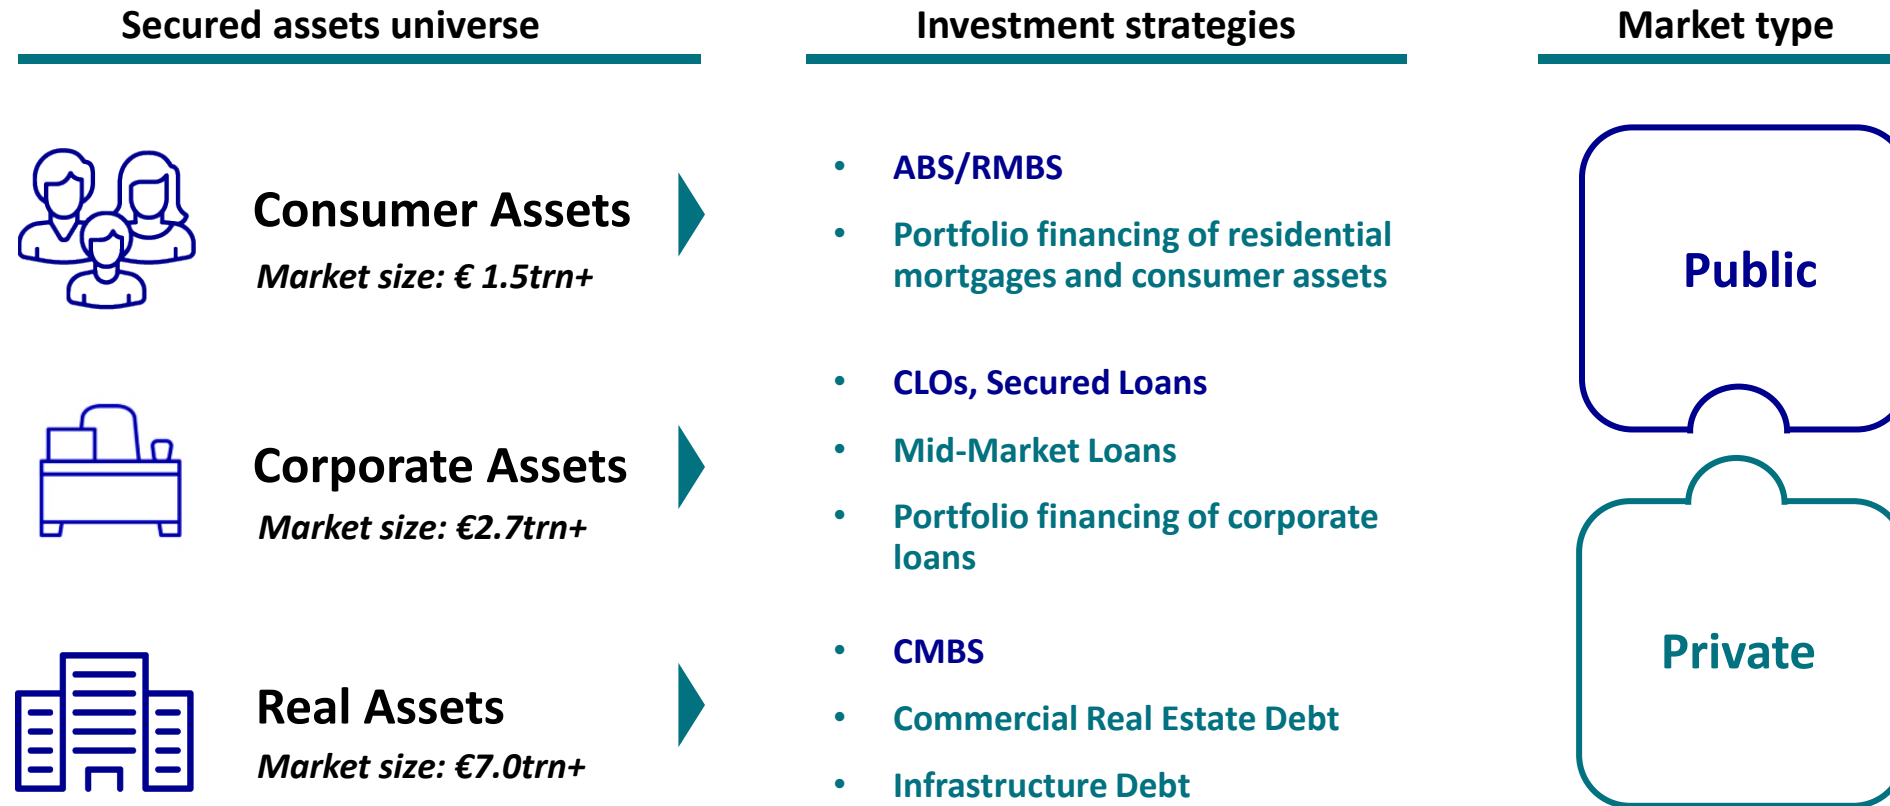 Secured assets universe
Investment strategies
Market type
Consumer Assets
Market size: € 1.5trn+
• ABS/RMBS
• Portfolio financing of residential
mortgages and consumer assets
Corporate Assets
Market size: €2.7trn+
• CLOs, Secured Loans
• Mid-Market Loans
• Portfolio financing of corporate
loans
Real Assets
Market size: €7.0trn+
• CMBS
• Commercial Real Estate Debt
• Infrastructure Debt
Public
Private